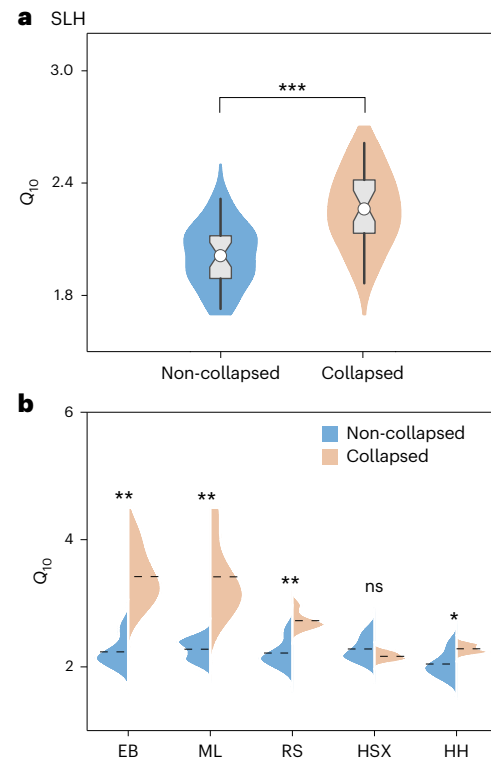 a SLH
3.0
***
2.4
Q10
1.8
Non-collapsed Collapsed
b
6
Non-collapsed
Collapsed
** **
4
Q10
**
ns
*
2
EB ML RS HSX HH